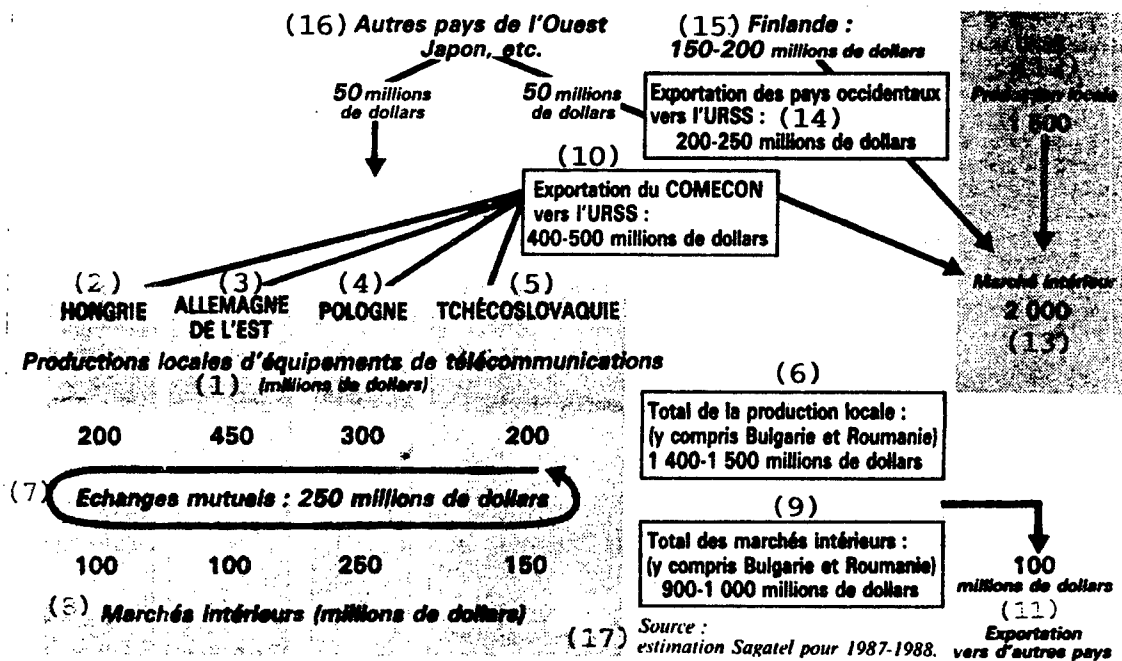 (16) Autres pays de l'Ouest
Japon, etc.
(15) Finlande :
150-200 millions de dollars
50 millions
de dollars
50 millions
de dollars
Exportation des pays occidentaux
vers l'URSS : (14)
200-250 millions de dollars
URSS
Production locale
1 500
(10)
Exportation du COMECON
vers l'URSS :
400-500 millions de dollars
Marché intérieur
2 000
(13)
(2) (3) (4) (5)
HONGRIE ALLEMAGNE DE L'EST POLOGNE TCHÉCOSLOVAQUIE
Productions locales d'équipements de télécommunications
(1) (millions de dollars)
200 450 300 200
(7) Echanges mutuels : 250 millions de dollars
100 100 250 150
(8) Marchés intérieurs (millions de dollars)
(6)
Total de la production locale :
(y compris Bulgarie et Roumanie)
1 400-1 500 millions de dollars
(9)
Total des marchés intérieurs :
(y compris Bulgarie et Roumanie)
900-1 000 millions de dollars
100
millions de dollars
(11)
Exportation
vers d'autres pays
(17) Source :
estimation Sagatel pour 1987-1988.